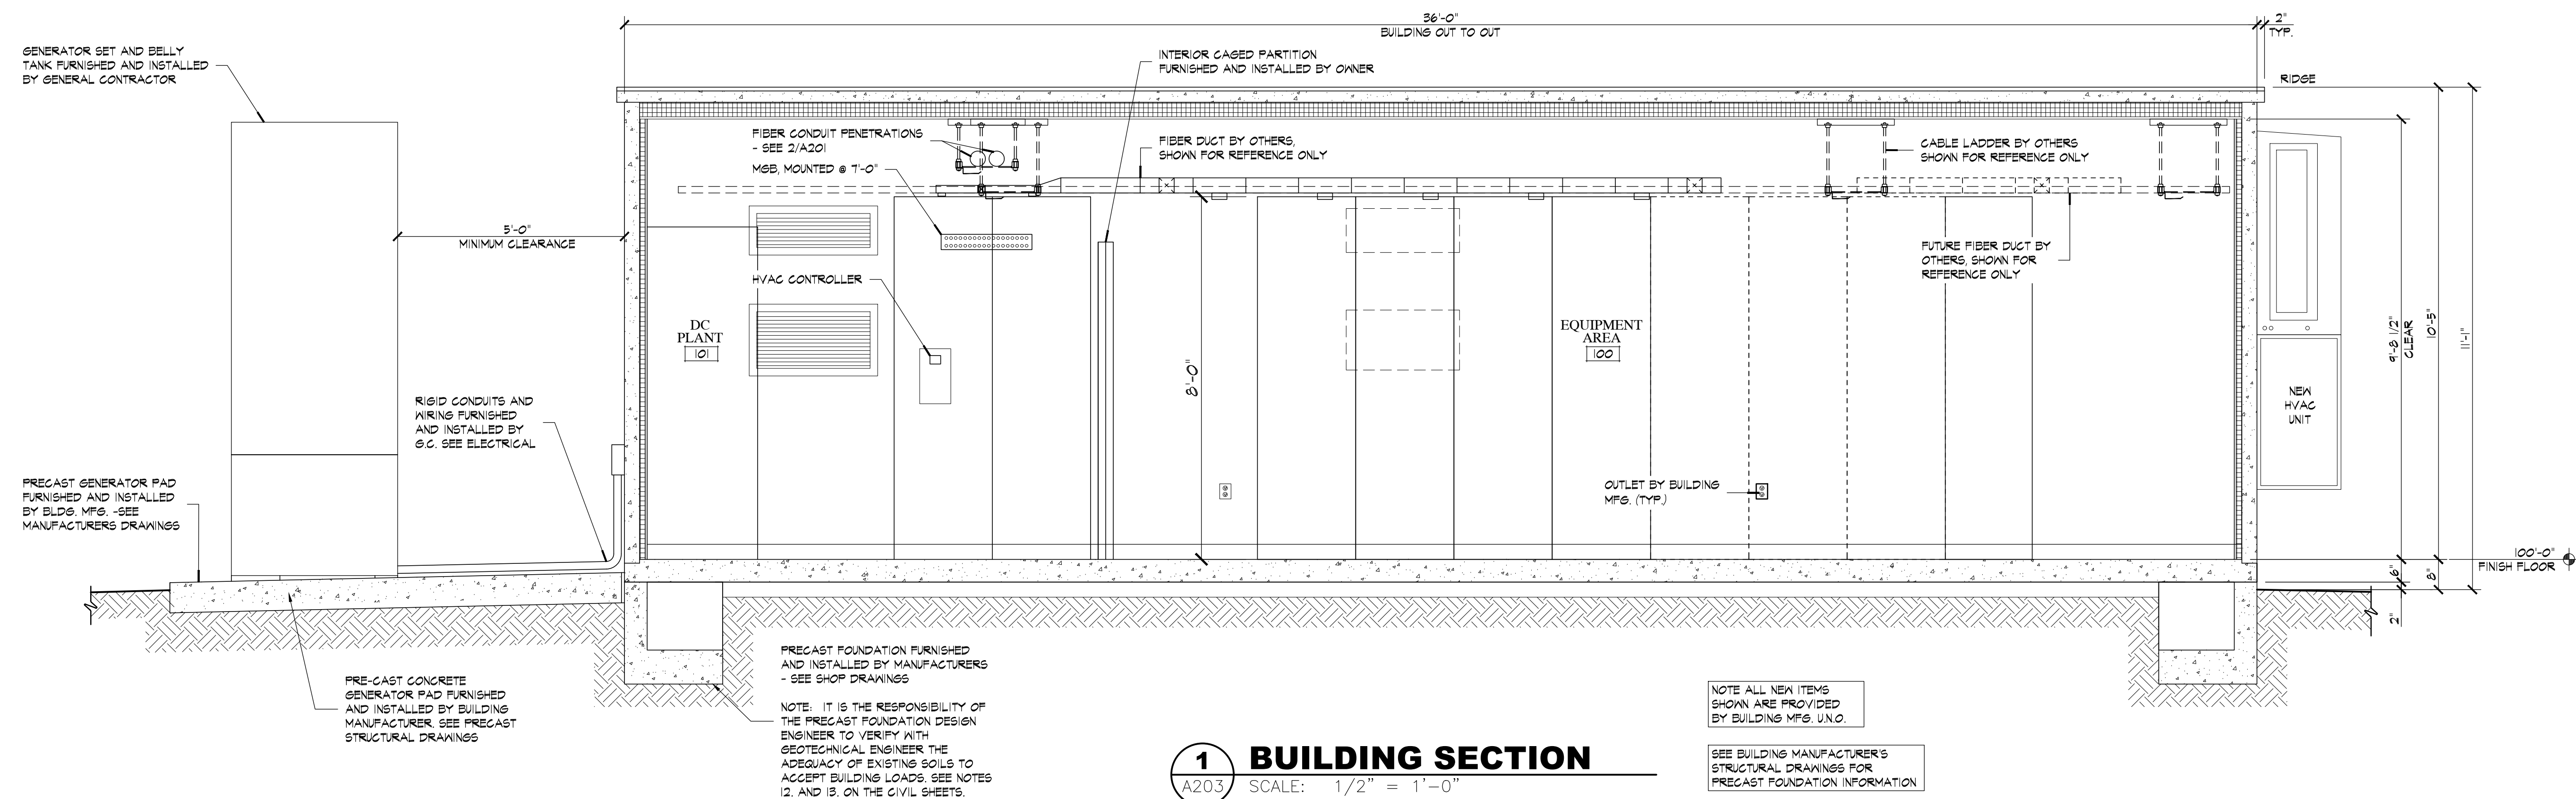 36'-0"
BUILDING OUT TO OUT
2"
TYP.
GENERATOR SET AND BELLY
TANK FURNISHED AND INSTALLED
BY GENERAL CONTRACTOR
INTERIOR CAGED PARTITION
FURNISHED AND INSTALLED BY OWNER
RIDGE
FIBER CONDUIT PENETRATIONS
- SEE 2/A201
MGB, MOUNTED @ 7'-0"
FIBER DUCT BY OTHERS,
SHOWN FOR REFERENCE ONLY
CABLE LADDER BY OTHERS
SHOWN FOR REFERENCE ONLY
5'-0"
MINIMUM CLEARANCE
HVAC CONTROLLER
FUTURE FIBER DUCT BY
OTHERS, SHOWN FOR
REFERENCE ONLY
DC
PLANT
101
EQUIPMENT
AREA
100
8'-0"
9'-8 1/2"
CLEAR
10'-5"
11'-1"
NEW
HVAC
UNIT
RIGID CONDUITS AND
WIRING FURNISHED
AND INSTALLED BY
G.C. SEE ELECTRICAL
PRECAST GENERATOR PAD
FURNISHED AND INSTALLED
BY BLDG. MFG. -SEE
MANUFACTURERS DRAWINGS
OUTLET BY BUILDING
MFG. (TYP.)
100'-0"
FINISH FLOOR
6"
8"
2"
PRE-CAST CONCRETE
GENERATOR PAD FURNISHED
AND INSTALLED BY BUILDING
MANUFACTURER. SEE PRECAST
STRUCTURAL DRAWINGS
PRECAST FOUNDATION FURNISHED
AND INSTALLED BY MANUFACTURERS
- SEE SHOP DRAWINGS
NOTE: IT IS THE RESPONSIBILITY OF
THE PRECAST FOUNDATION DESIGN
ENGINEER TO VERIFY WITH
GEOTECHNICAL ENGINEER THE
ADEQUACY OF EXISTING SOILS TO
ACCEPT BUILDING LOADS. SEE NOTES
12. AND 13. ON THE CIVIL SHEETS.
NOTE ALL NEW ITEMS
SHOWN ARE PROVIDED
BY BUILDING MFG. U.N.O.
SEE BUILDING MANUFACTURER'S
STRUCTURAL DRAWINGS FOR
PRECAST FOUNDATION INFORMATION
1
A203
BUILDING SECTION
SCALE: 1/2" = 1'-0"